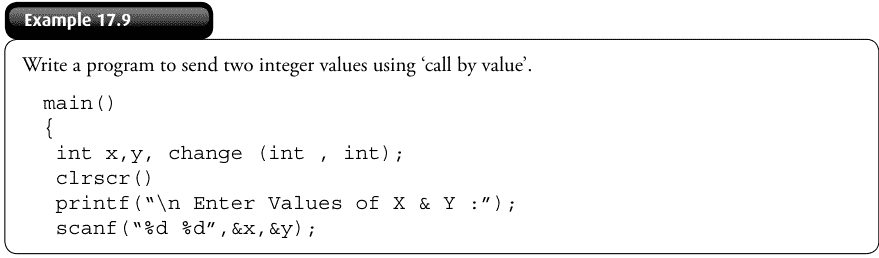 Example 17.9
Write a program to send two integer values using ‘call by value’.
main()
{
int x,y, change (int , int);
clrscr()
printf(“\n Enter Values of X & Y :”);
scanf(“%d %d”,&x,&y);